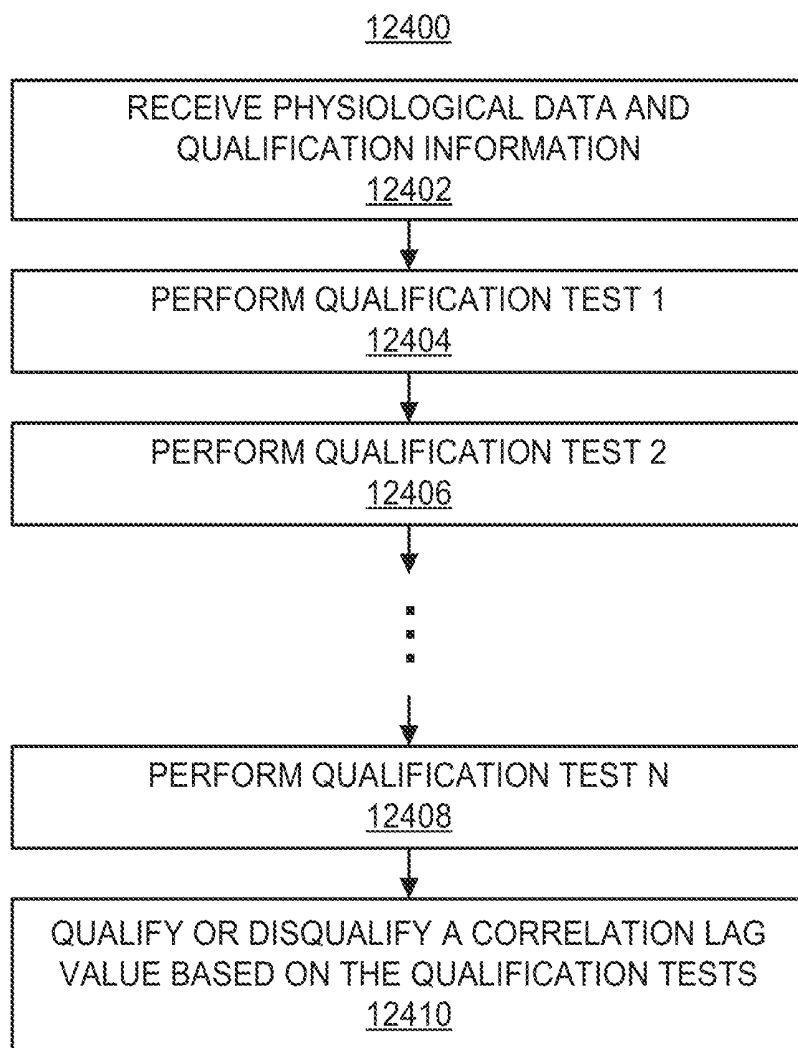 12400
RECEIVE PHYSIOLOGICAL DATA AND
QUALIFICATION INFORMATION
12402
PERFORM QUALIFICATION TEST 1
12404
PERFORM QUALIFICATION TEST 2
12406
PERFORM QUALIFICATION TEST N
12408
QUALIFY OR DISQUALIFY A CORRELATION LAG
VALUE BASED ON THE QUALIFICATION TESTS
12410